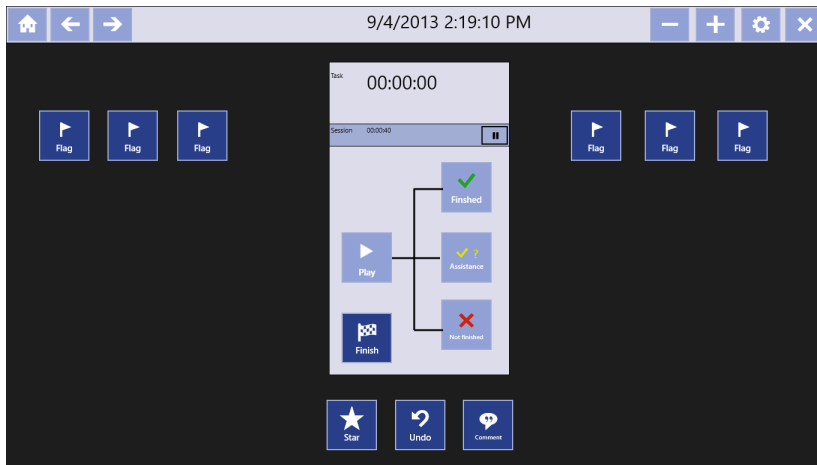 9/4/2013 2:19:10 PM
Task 00:00:00
Session 00:00:40
Flag Flag Flag Flag Flag Flag
Finshed
Play Assistance
?
Not finished
Finish
Star Undo Comment